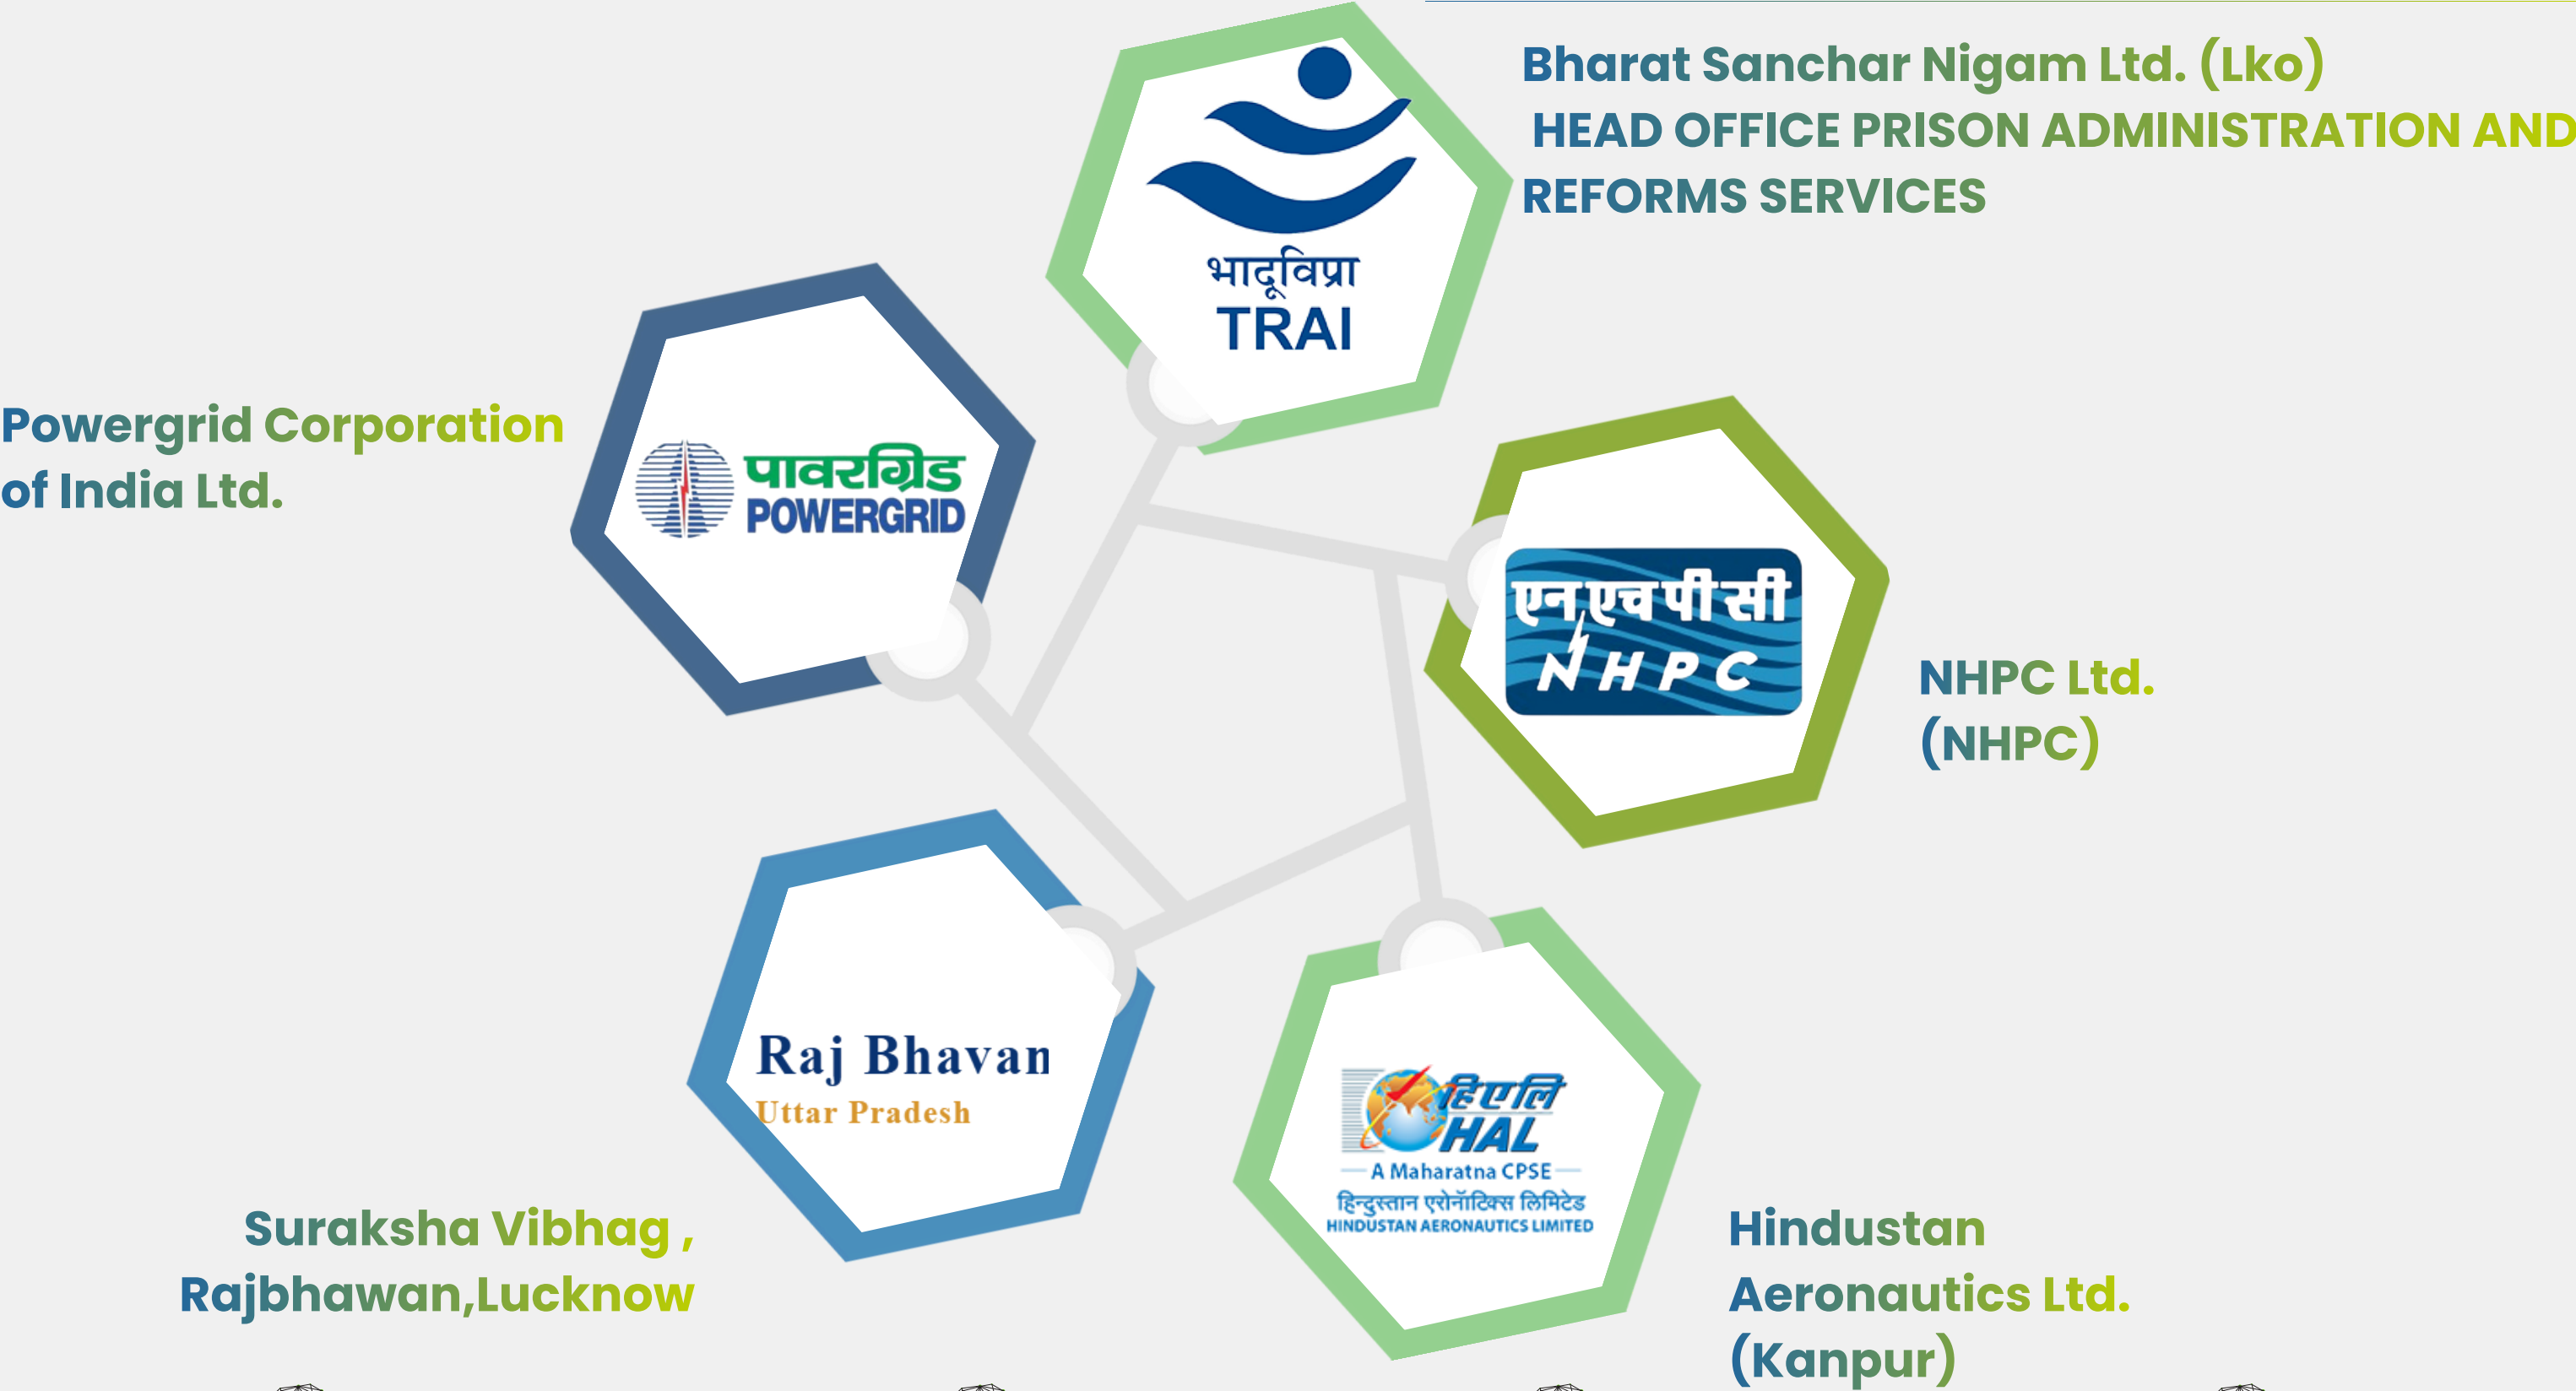 Bharat Sanchar Nigam Ltd. (Lko)
HEAD OFFICE PRISON ADMINISTRATION AND
REFORMS SERVICES
भादूविप्रा
TRAI
Powergrid Corporation
of India Ltd.
पावरग्रिड
POWERGRID
एन एच पी सी
NHPC
NHPC Ltd.
(NHPC)
Raj Bhavan
Uttar Pradesh
Suraksha Vibhag ,
Rajbhawan,Lucknow
हिएलि
HAL
A Maharatna CPSE
हिन्दुस्तान एरोनॉटिक्स लिमिटेड
HINDUSTAN AERONAUTICS LIMITED
Hindustan
Aeronautics Ltd.
(Kanpur)